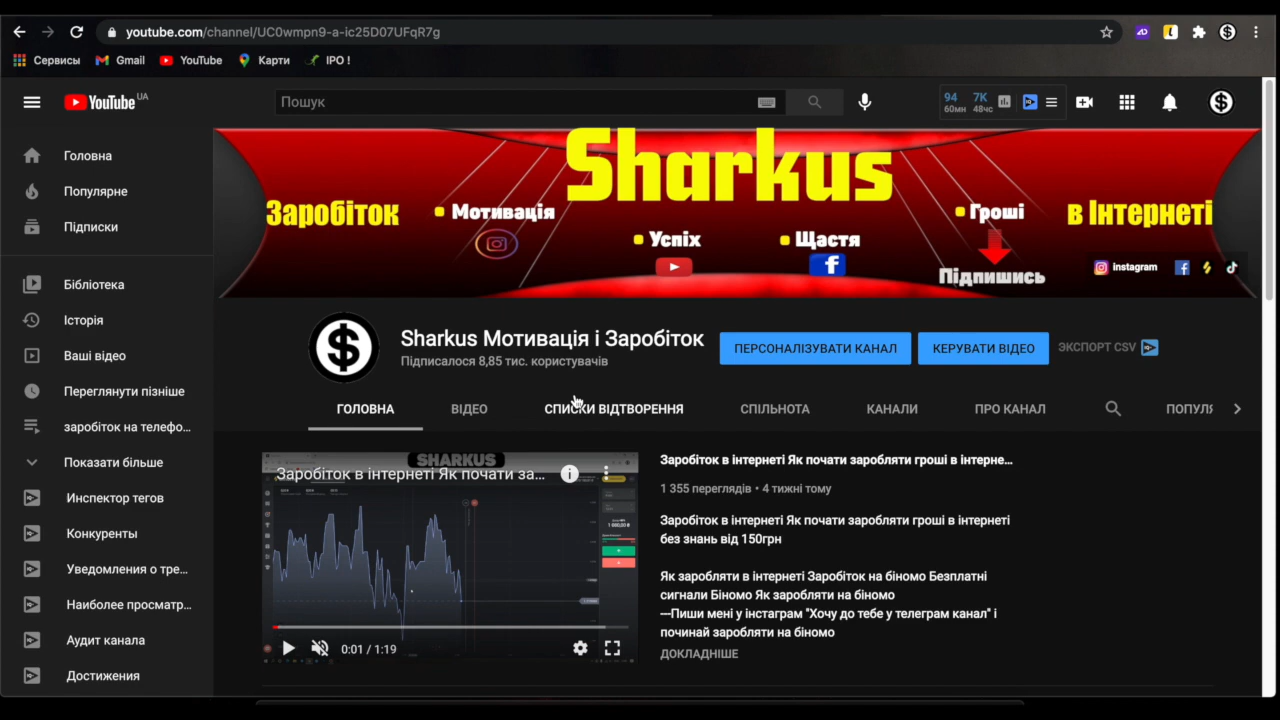 youtube.com/channel/UC0wmpn9-a-ic25D07UFqR7g
Сервисы Gmail YouTube Карти IPO !
YouTube UA
Пошук
94 60мн 7K 48чс
Головна
Популярне
Підписки
Бібліотека
Історія
Ваші відео
Переглянути пізніше
заробіток на телефо...
Показати більше
Инспектор тегов
Конкуренты
Уведомления о тре...
Наиболее просматр...
Аудит канала
Достижения
Sharkus
Заробіток Мотивація Гроші в Інтернеті
Успіх Щастя
Підпишись
instagram
Sharkus Мотивація і Заробіток
Підписалося 8,85 тис. користувачів
ПЕРСОНАЛІЗУВАТИ КАНАЛ КЕРУВАТИ ВІДЕО ЭКСПОРТ CSV
ГОЛОВНА ВІДЕО СПИСКИ ВІДТВОРЕННЯ СПІЛЬНОТА КАНАЛИ ПРО КАНАЛ ПОПУЛЯ
SHARKUS
Заробіток в інтернеті Як почати за...
0:01 / 1:19
Заробіток в інтернеті Як почати заробляти гроші в інтерне...
1 355 переглядів • 4 тижні тому
Заробіток в інтернеті Як почати заробляти гроші в інтернеті
без знань від 150грн
Як заробляти в інтернеті Заробіток на біномо Безплатні
сигнали Біномо Як заробляти на біномо
---Пиши мені у інстаграм "Хочу до тебе у телеграм канал" і
починай заробляти на біномо
ДОКЛАДНІШЕ